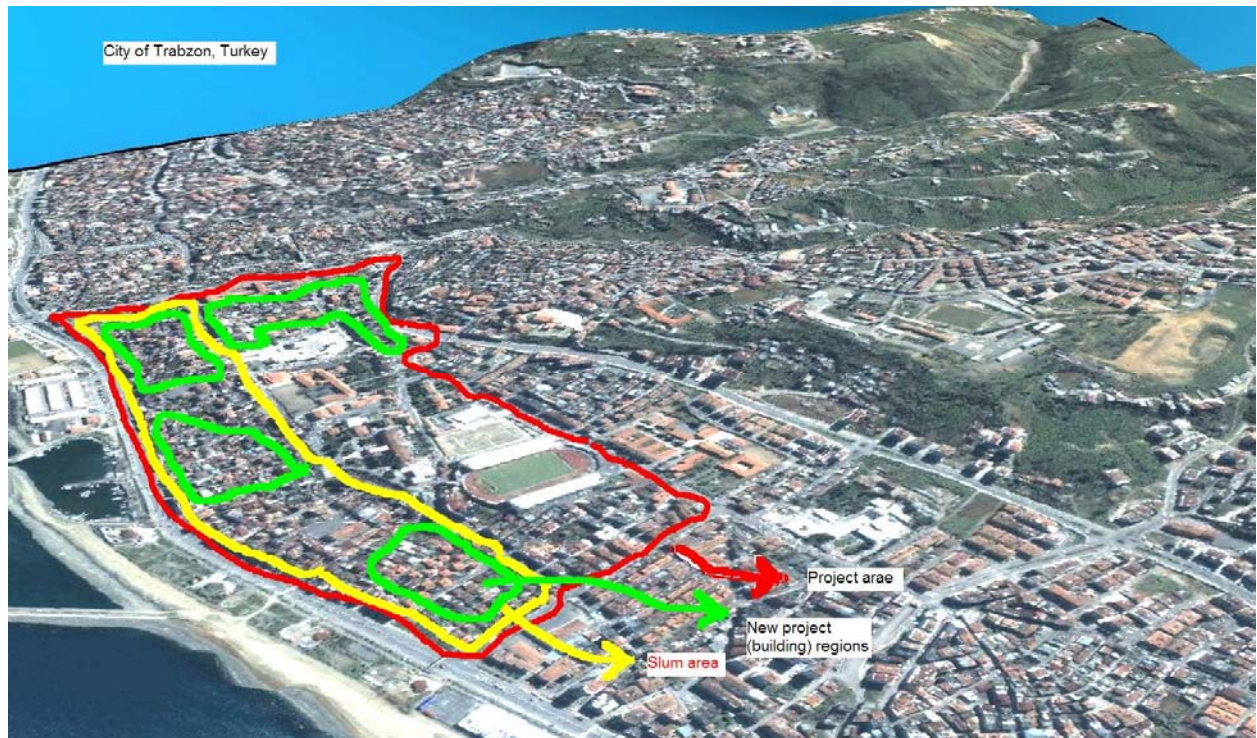 City of Trabzon, Turkey
Project arae
New project
(building) regions
Slum area